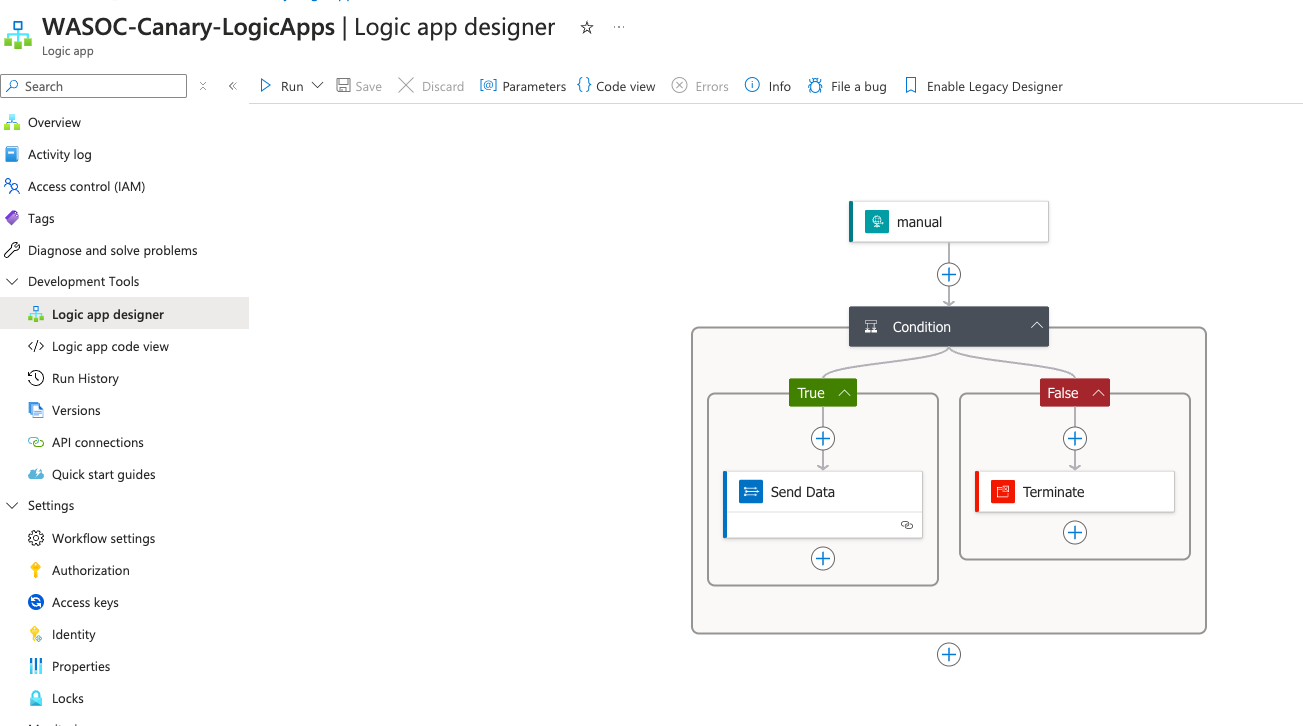 WASOC-Canary-LogicApps | Logic app designer
Logic app
Search
Run
Save
Discard
Parameters
Code view
Errors
Info
File a bug
Enable Legacy Designer
Overview
Activity log
Access control (IAM)
Tags
Diagnose and solve problems
Development Tools
Logic app designer
Logic app code view
Run History
Versions
API connections
Quick start guides
Settings
Workflow settings
Authorization
Access keys
Identity
Properties
Locks
manual
Condition
True
False
Send Data
Terminate